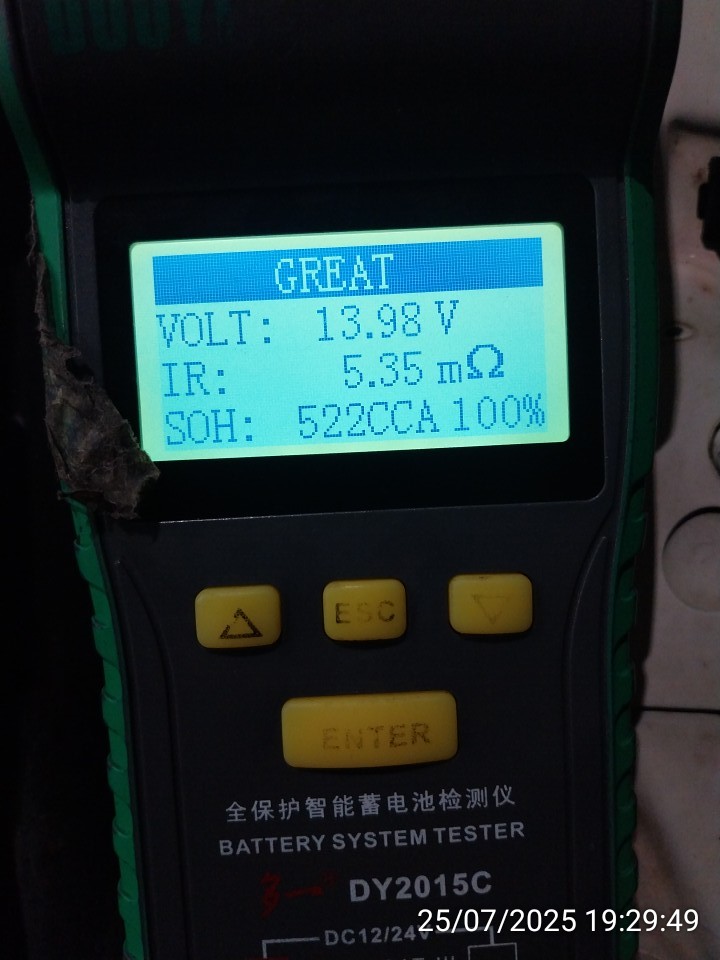 GREAT
VOLT: 13.98 V
IR: 5.35 mΩ
SOH: 522CCA 100%
ESC
ENTER
全保护智能蓄电池检测仪
BATTERY SYSTEM TESTER
DY2015C
25/07/2025 19:29:49
DC12/24V